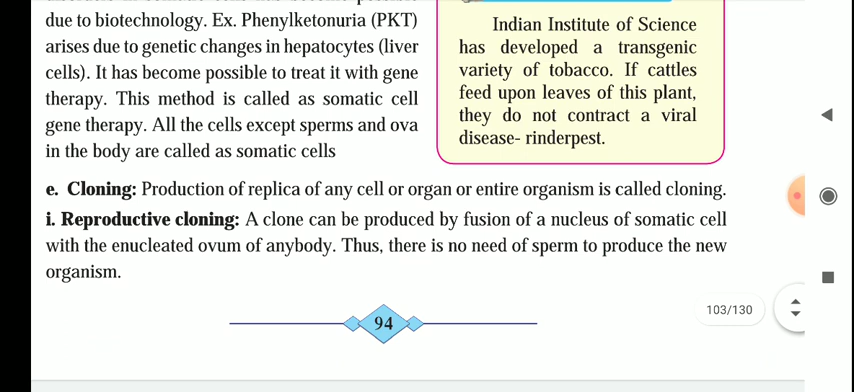 due to biotechnology. Ex. Phenylketonuria (PKT)
arises due to genetic changes in hepatocytes (liver
cells). It has become possible to treat it with gene
therapy. This method is called as somatic cell
gene therapy. All the cells except sperms and ova
in the body are called as somatic cells
Indian Institute of Science
has developed a transgenic
variety of tobacco. If cattles
feed upon leaves of this plant,
they do not contract a viral
disease- rinderpest.
e. Cloning: Production of replica of any cell or organ or entire organism is called cloning.
i. Reproductive cloning: A clone can be produced by fusion of a nucleus of somatic cell
with the enucleated ovum of anybody. Thus, there is no need of sperm to produce the new
organism.
103/130
94